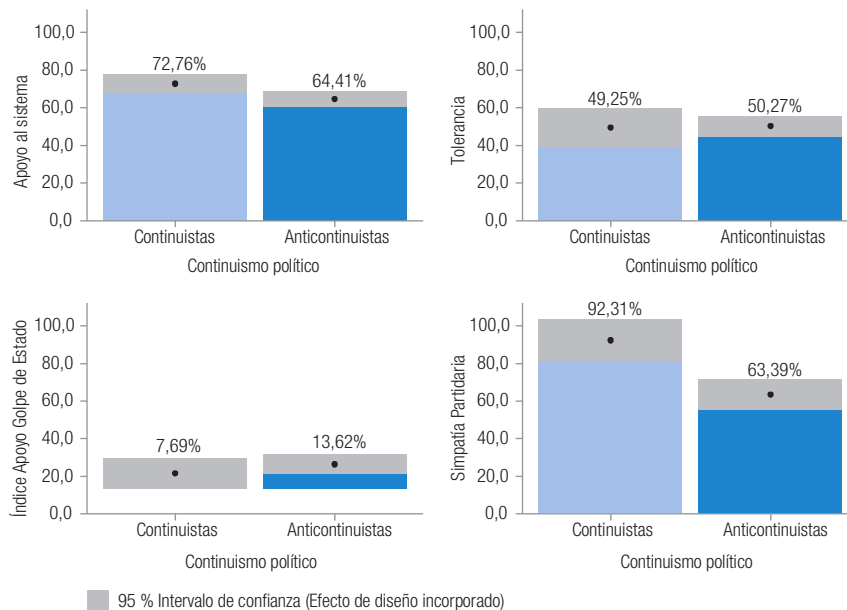 Apoyo al sistema
100,0
80,0
60,0
40,0
20,0
0,0
72,76%
64,41%
Continuistas
Anticontinuistas
Continuismo político
Tolerancia
100,0
80,0
60,0
40,0
20,0
0,0
49,25%
50,27%
Continuistas
Anticontinuistas
Continuismo político
Índice Apoyo Golpe de Estado
100,0
80,0
60,0
40,0
20,0
0,0
7,69%
13,62%
Continuistas
Anticontinuistas
Continuismo político
Simpatía Partidaria
100,0
80,0
60,0
40,0
20,0
0,0
92,31%
63,39%
Continuistas
Anticontinuistas
Continuismo político
95 % Intervalo de confianza (Efecto de diseño incorporado)